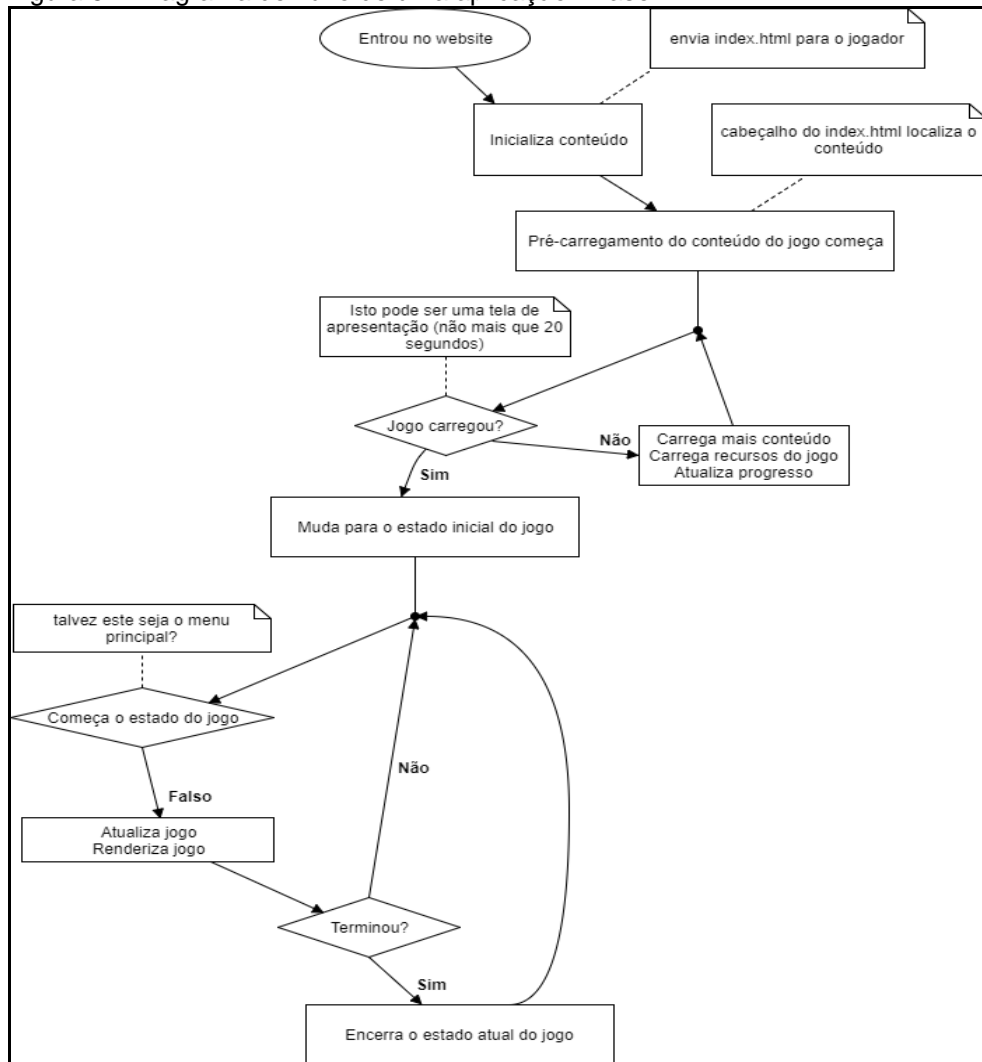 Entrou no website
envia index.html para o jogador
Inicializa conteúdo
cabeçalho do index.html localiza o
conteúdo
Pré-carregamento do conteúdo do jogo começa
Isto pode ser uma tela de
apresentação (não mais que 20
segundos)
Jogo carregou?
Não
Carrega mais conteúdo
Carrega recursos do jogo
Atualiza progresso
Sim
Muda para o estado inicial do jogo
talvez este seja o menu
principal?
Começa o estado do jogo
Não
Falso
Atualiza jogo
Renderiza jogo
Terminou?
Sim
Encerra o estado atual do jogo